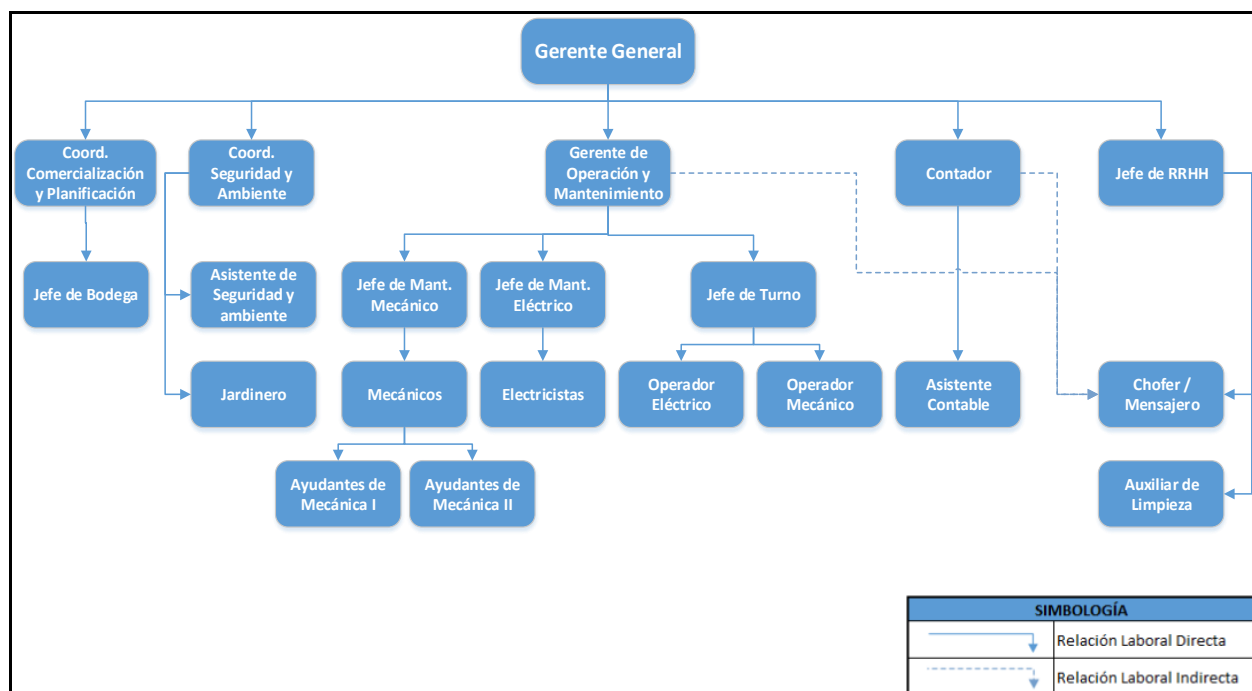 Gerente General
Coord.
Comercialización
y Planificación
Coord.
Seguridad y
Ambiente
Gerente de
Operación y
Mantenimiento
Contador
Jefe de RRHH
Jefe de Bodega
Asistente de
Seguridad y
ambiente
Jefe de Mant.
Mecánico
Jefe de Mant.
Eléctrico
Jefe de Turno
Jardinero
Mecánicos
Electricistas
Operador
Eléctrico
Operador
Mecánico
Asistente
Contable
Chofer /
Mensajero
Ayudantes de
Mecánica I
Ayudantes de
Mecánica II
Auxiliar de
Limpieza
SIMBOLOGÍA
Relación Laboral Directa
Relación Laboral Indirecta